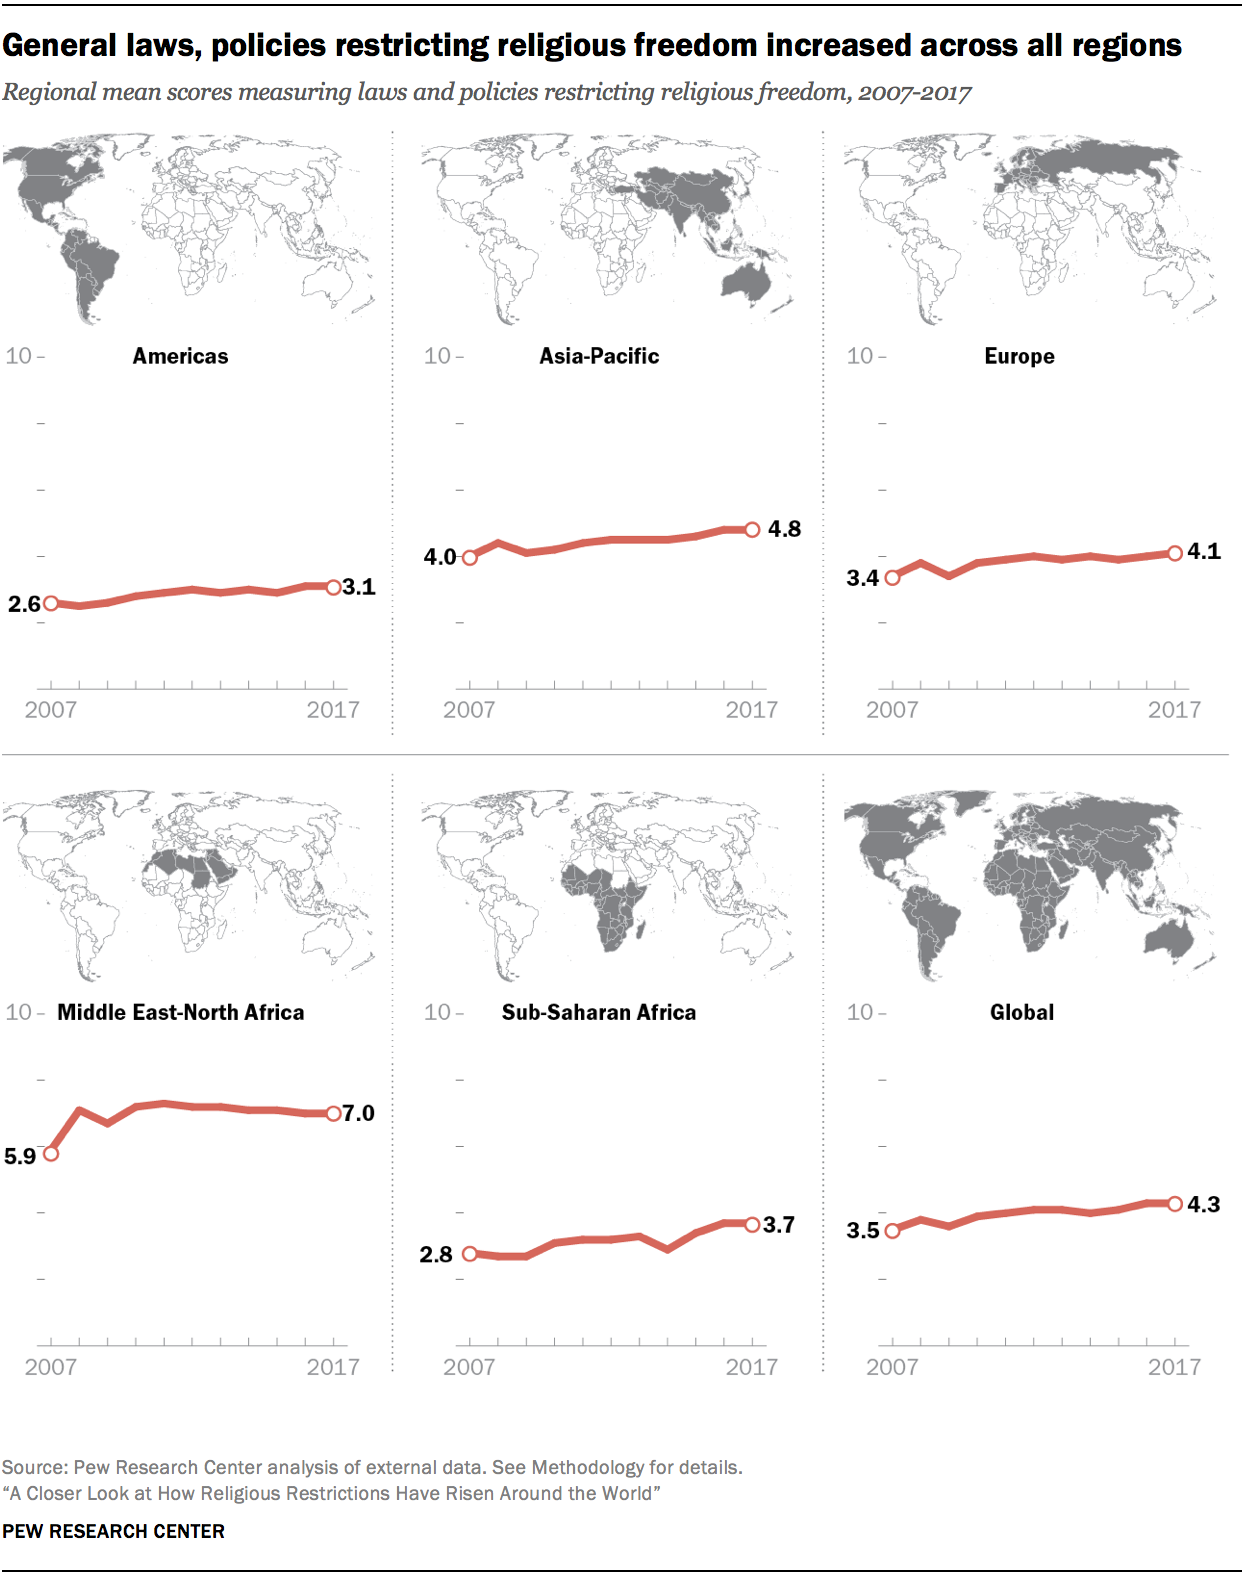 General laws, policies restricting religious freedom increased across all regions
Regional mean scores measuring laws and policies restricting religious freedom, 2007-2017
10
Americas
2.6
3.1
2007
2017
10
Asia-Pacific
4.0
4.8
2007
2017
10
Europe
3.4
4.1
2007
2017
10
Middle East-North Africa
5.9
7.0
2007
2017
10
Sub-Saharan Africa
2.8
3.7
2007
2017
10
Global
3.5
4.3
2007
2017
Source: Pew Research Center analysis of external data. See Methodology for details.
“A Closer Look at How Religious Restrictions Have Risen Around the World”
PEW RESEARCH CENTER